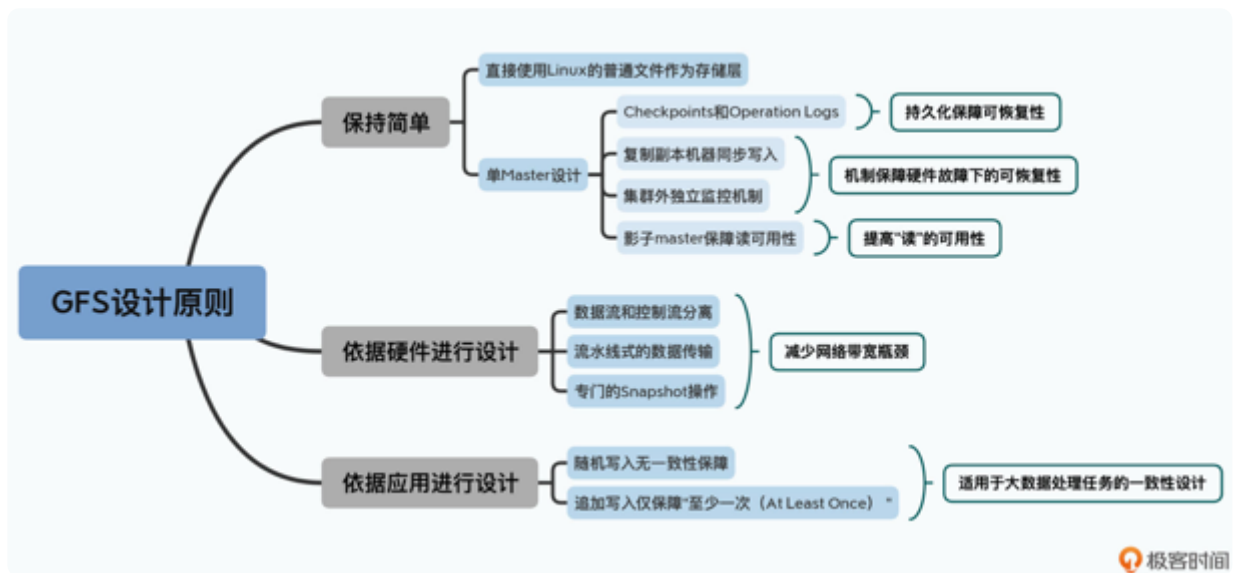 GFS设计原则
保持简单
直接使用Linux的普通文件作为存储层
单Master设计
Checkpoints和Operation Logs
持久化保障可恢复性
复制副本机器同步写入
集群外独立监控机制
机制保障硬件故障下的可恢复性
影子master保障读可用性
提高"读"的可用性
依据硬件进行设计
数据流和控制流分离
流水线式的数据传输
专门的Snapshot操作
减少网络带宽瓶颈
依据应用进行设计
随机写入无一致性保障
追加写入仅保障"至少一次（At Least Once） "
适用于大数据处理任务的一致性设计
极客时间